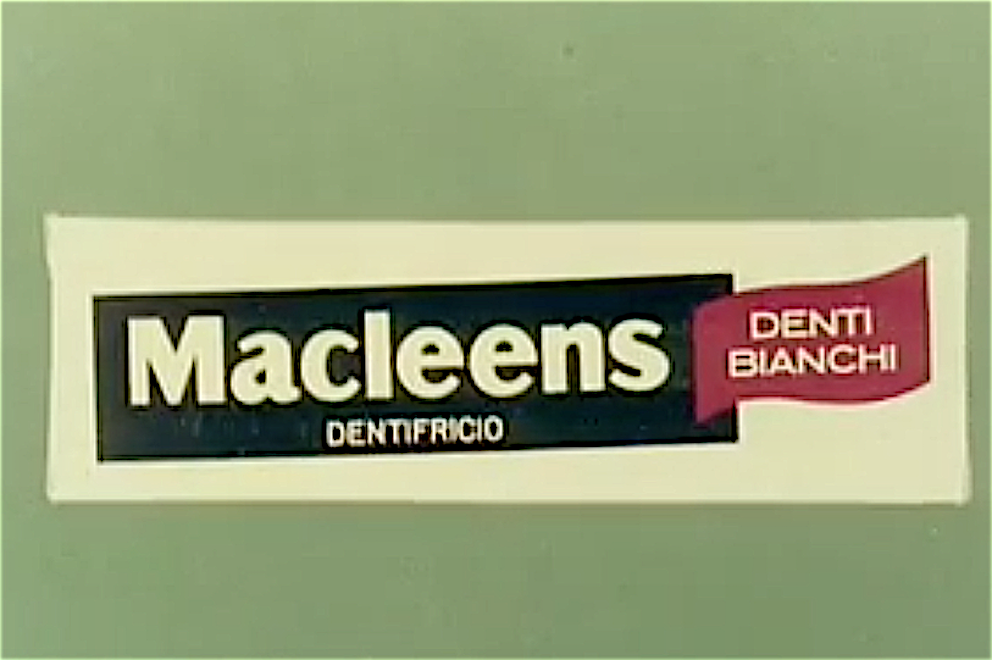 Macleens
DENTIFRICIO
DENTI
BIANCHI